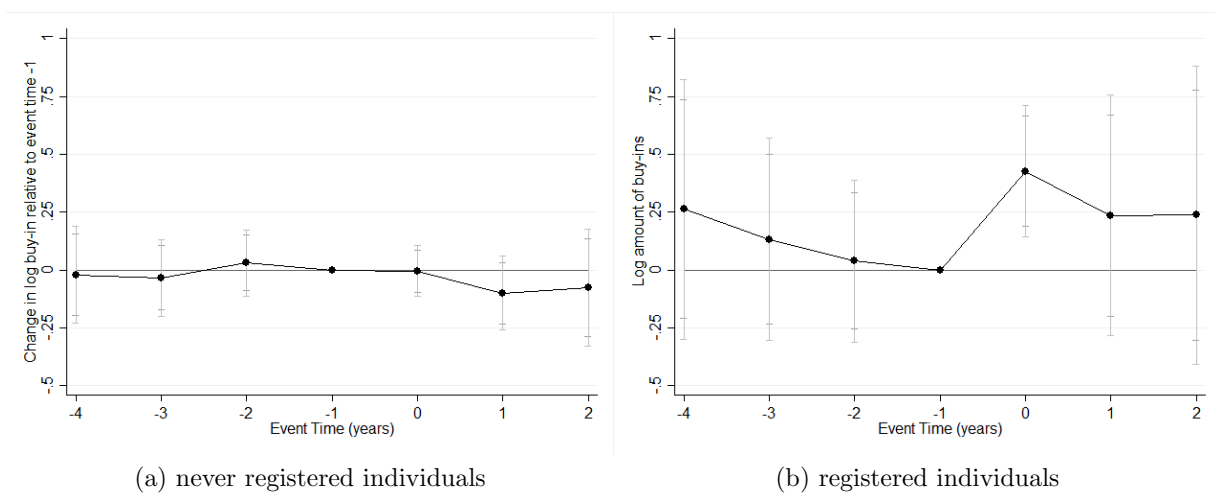 Change in log buy-in relative to event time -1
1
.75
.5
.25
0
-.25
-.5
-4 -3 -2 -1 0 1 2
Event Time (years)
(a) never registered individuals
Log amount of buy-ins
1
.75
.5
.25
0
-.25
-.5
-4 -3 -2 -1 0 1 2
Event Time (years)
(b) registered individuals